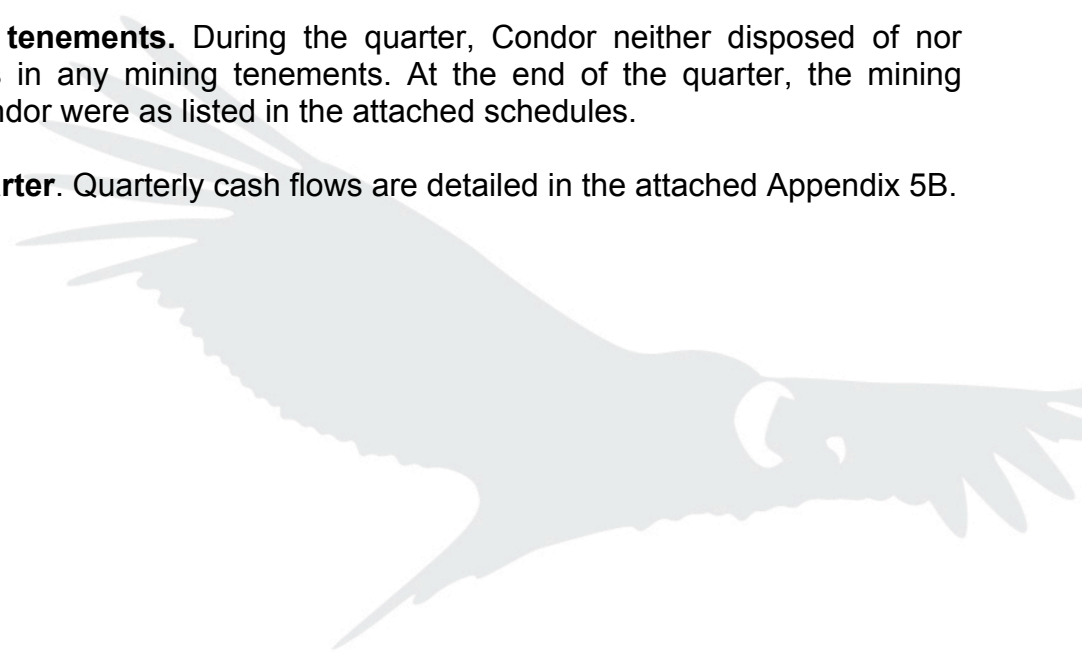 tenements. During the quarter, Condor neither disposed of nor
in any mining tenements. At the end of the quarter, the mining
were as listed in the attached schedules.
Quarterly cash flows are detailed in the attached Appendix 5B.